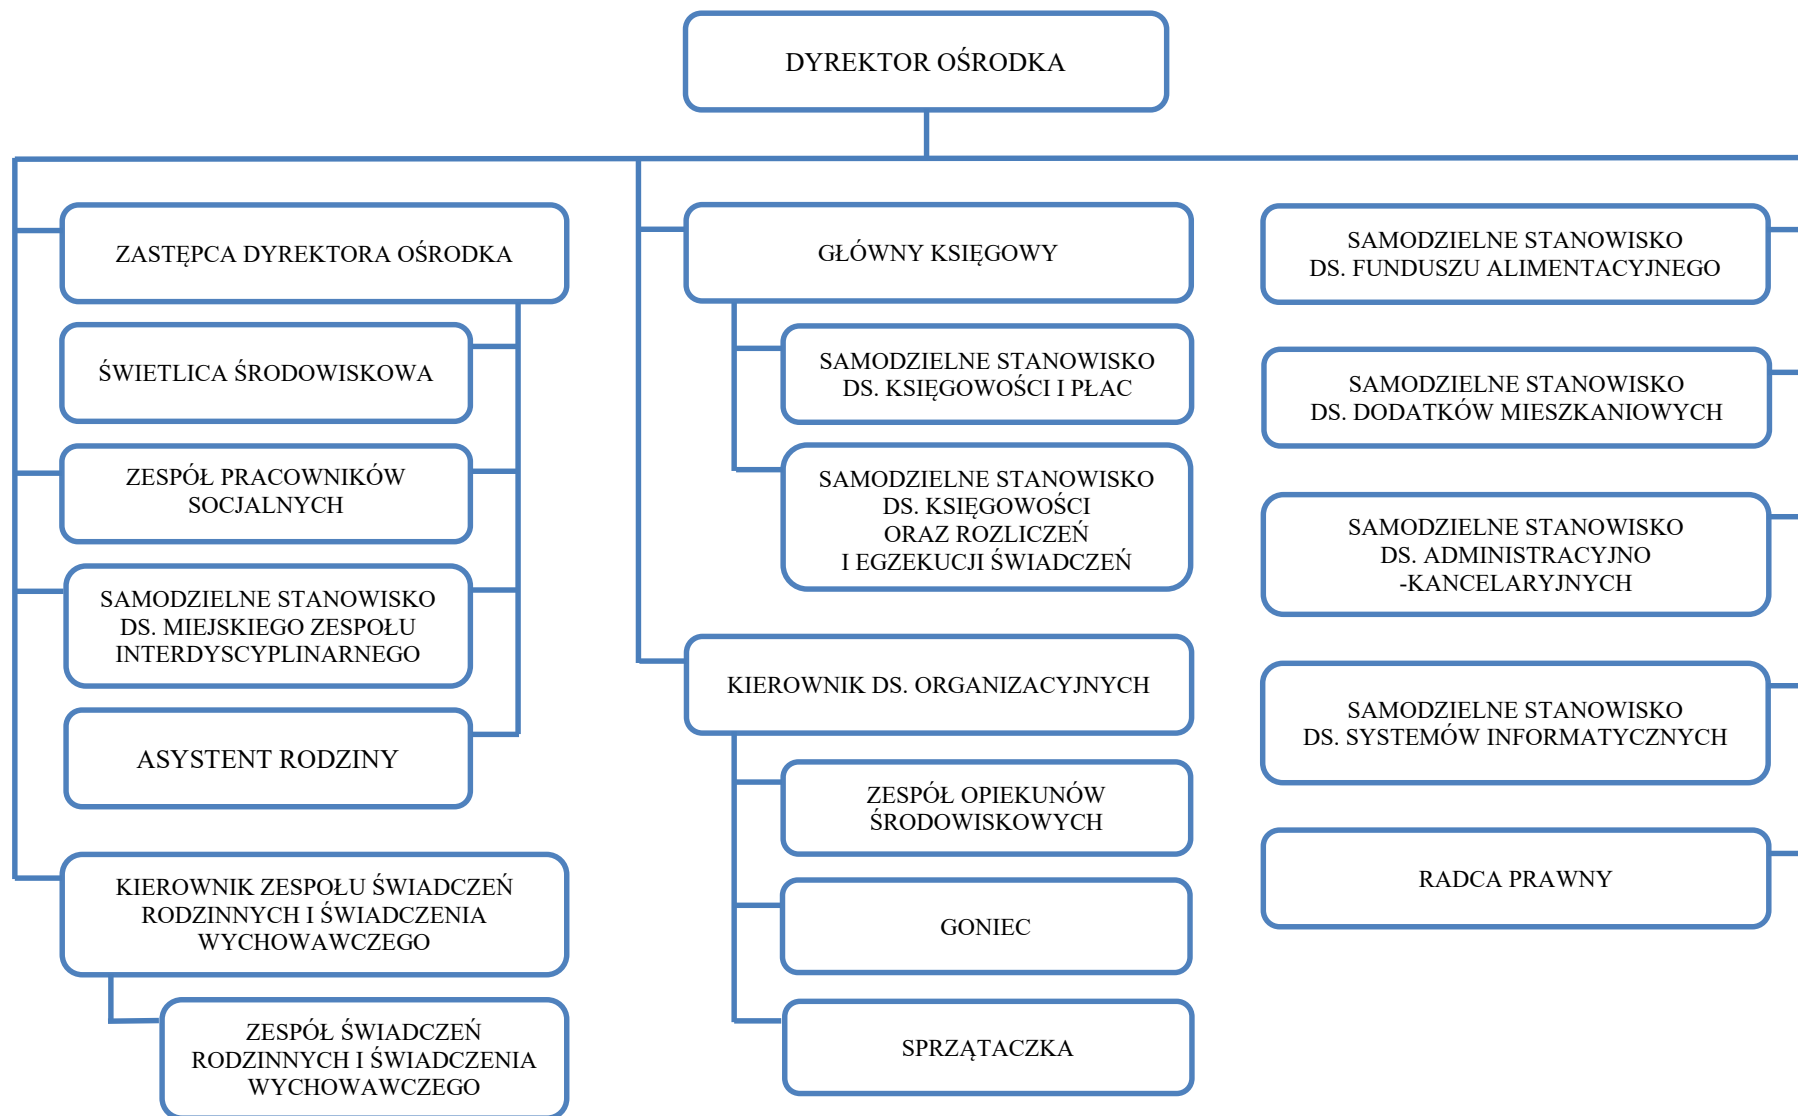 DYREKTOR OŚRODKA
ZASTĘPCA DYREKTORA OŚRODKA
ŚWIETLICA ŚRODOWISKOWA
ZESPÓŁ PRACOWNIKÓW
SOCJALNYCH
SAMODZIELNE STANOWISKO
DS. MIEJSKIEGO ZESPOŁU
INTERDYSCYPLINARNEGO
ASYSTENT RODZINY
KIEROWNIK ZESPOŁU ŚWIADCZEŃ
RODZINNYCH I ŚWIADCZENIA
WYCHOWAWCZEGO
ZESPÓŁ ŚWIADCZEŃ
RODZINNYCH I ŚWIADCZENIA
WYCHOWAWCZEGO
GŁÓWNY KSIĘGOWY
SAMODZIELNE STANOWISKO
DS. KSIĘGOWOŚCI I PŁAC
SAMODZIELNE STANOWISKO
DS. KSIĘGOWOŚCI
ORAZ ROZLICZEŃ
I EGZEKUCJI ŚWIADCZEŃ
KIEROWNIK DS. ORGANIZACYJNYCH
ZESPÓŁ OPIEKUNÓW
ŚRODOWISKOWYCH
GONIEC
SPRZĄTACZKA
SAMODZIELNE STANOWISKO
DS. FUNDUSZU ALIMENTACYJNEGO
SAMODZIELNE STANOWISKO
DS. DODATKÓW MIESZKANIOWYCH
SAMODZIELNE STANOWISKO
DS. ADMINISTRACYJNO
-KANCELARYJNYCH
SAMODZIELNE STANOWISKO
DS. SYSTEMÓW INFORMATYCZNYCH
RADCA PRAWNY